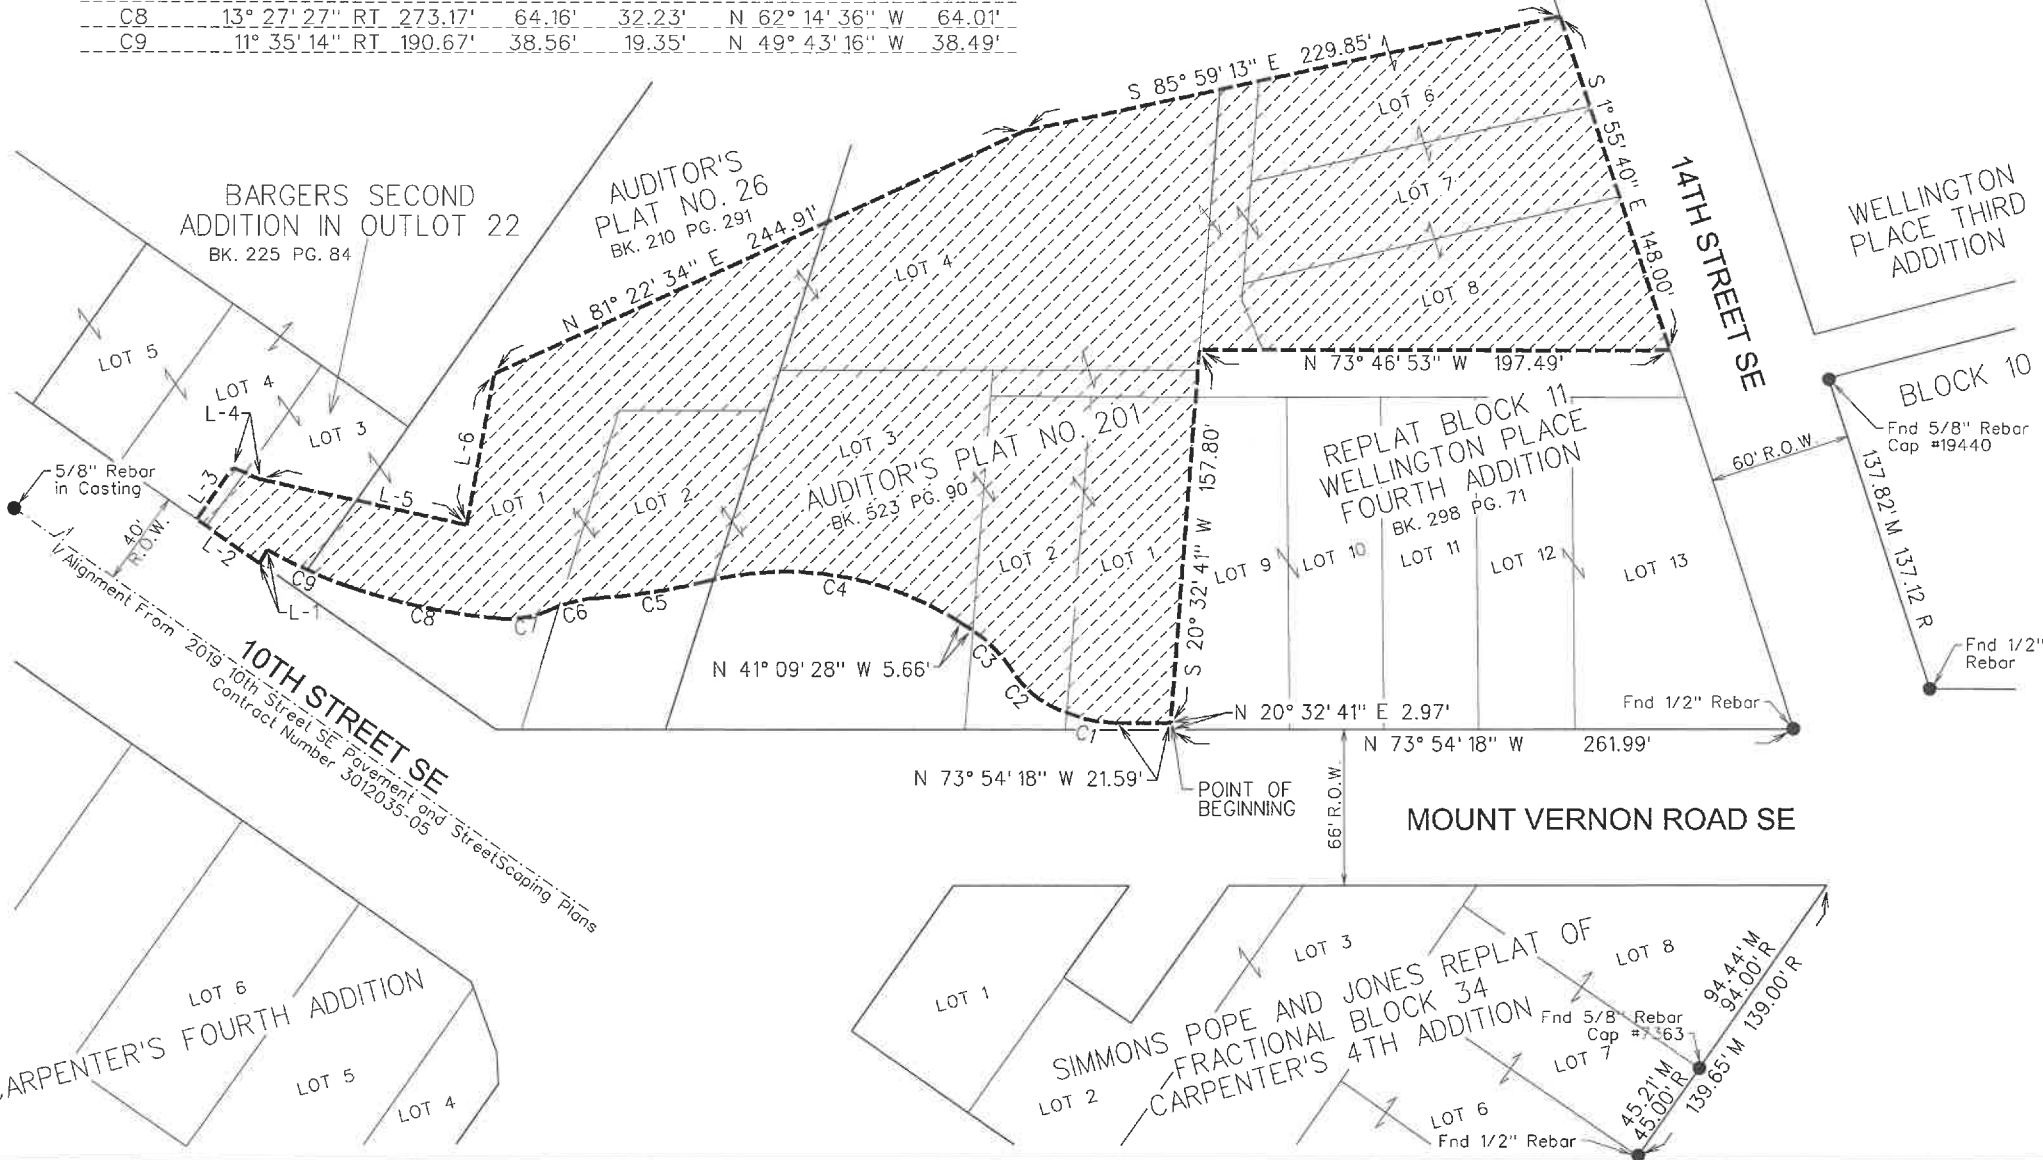 C8 13° 27' 27" RT 273.17' 64.16' 32.23' N 62° 14' 36" W 64.01'
C9 11° 35' 14" RT 190.67' 38.56' 19.35' N 49° 43' 16" W 38.49'
S 85° 59' 13" E 229.85'
S 1° 55' 40" E 148.00'
LOT 6
LOT 7
LOT 8
14TH STREET SE
WELLINGTON
PLACE THIRD
ADDITION
BARGERS SECOND
ADDITION IN OUTLOT 22
BK. 225 PG. 84
AUDITOR'S
PLAT NO. 26
BK. 210 PG. 291
N 81° 22' 34" E 244.91'
LOT 4
LOT 5
LOT 4
L-4
LOT 3
L-6
L-3
L-5
5/8" Rebar
in Casting
40'
R.O.W.
L-2
C9
L-1
LOT 1
LOT 2
LOT 3
AUDITOR'S PLAT NO. 201
BK. 523 PG. 90
LOT 2
LOT 1
C8
C7
C6
C5
C4
C3
C2
C1
N 41° 09' 28" W 5.66'
S 20° 32' 41" W 157.80'
N 73° 46' 53" W 197.49'
REPLAT BLOCK 11
WELLINGTON PLACE
FOURTH ADDITION
BK. 298 PG. 71
LOT 9
LOT 10
LOT 11
LOT 12
LOT 13
BLOCK 10
Fnd 5/8" Rebar
Cap #19440
60' R.O.W.
137.82' M 137.12 R
Fnd 1/2"
Rebar
Fnd 1/2" Rebar
N 20° 32' 41" E 2.97'
N 73° 54' 18" W 261.99'
N 73° 54' 18" W 21.59'
POINT OF
BEGINNING
66' R.O.W.
MOUNT VERNON ROAD SE
10TH STREET SE
Alignment From 2019 10th Street SE Pavement and StreetScaping Plans
Contract Number 3012035-05
LOT 6
ARPENTER'S FOURTH ADDITION
LOT 5
LOT 4
LOT 1
LOT 2
LOT 3
SIMMONS POPE AND JONES REPLAT OF
FRACTIONAL BLOCK 34
CARPENTER'S 4TH ADDITION
LOT 8
94.44' M
94.00' R
139.65' M 139.00' R
Fnd 5/8" Rebar
Cap #7363
LOT 7
LOT 6
45.21' M
45.00' R
Fnd 1/2" Rebar